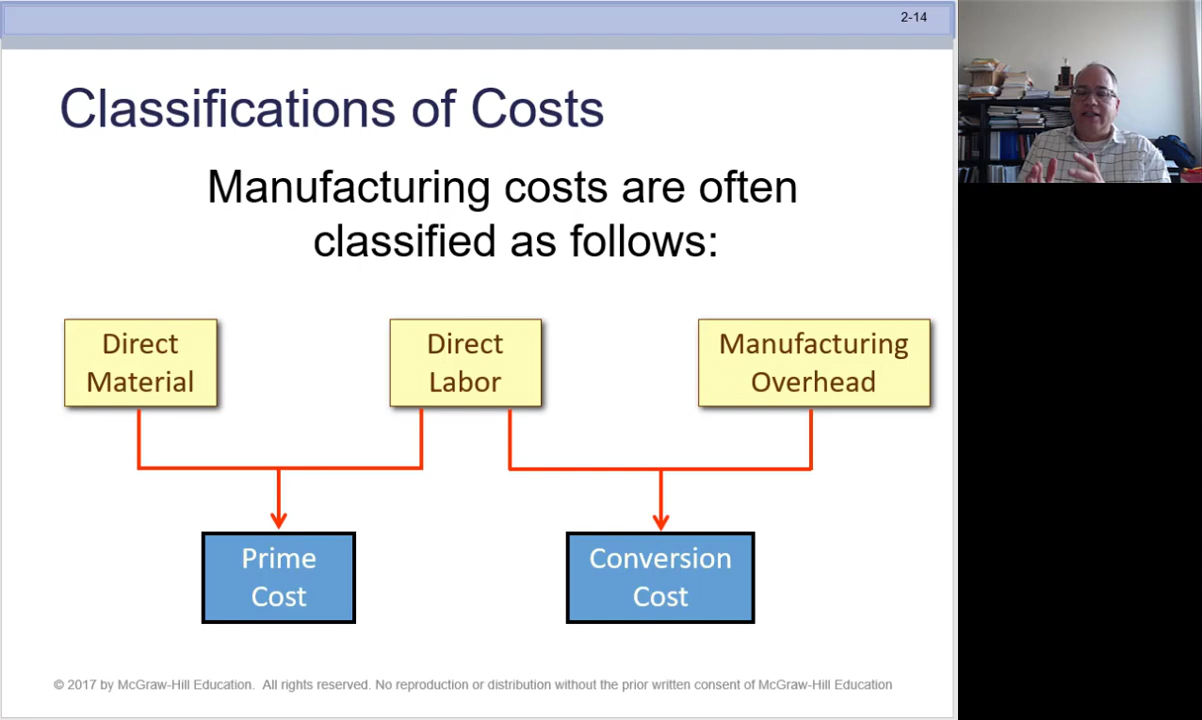 2-14
Classifications of Costs
Manufacturing costs are often
classified as follows:
Direct
Material
Direct
Labor
Manufacturing
Overhead
Prime
Cost
Conversion
Cost
© 2017 by McGraw-Hill Education.  All rights reserved. No reproduction or distribution without the prior written consent of McGraw-Hill Education